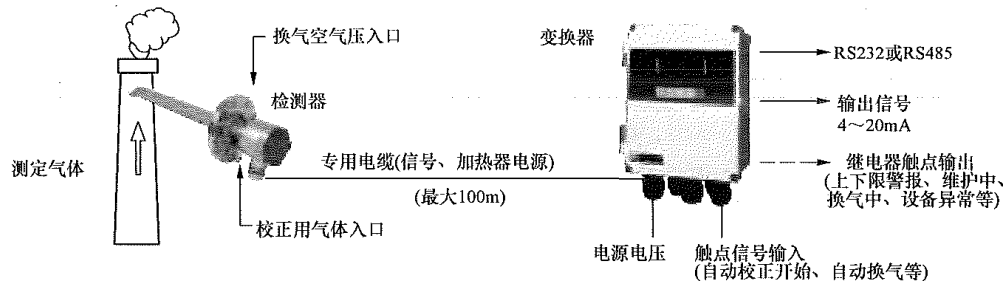 换气空气压入口
检测器
测定气体
校正用气体入口
专用电缆(信号、加热器电源)
(最大100m)
变换器
RS232或RS485
输出信号
4～20mA
继电器触点输出
(上下限警报、维护中、
换气中、设备异常等)
电源电压
触点信号输入
(自动校正开始、自动换气等)